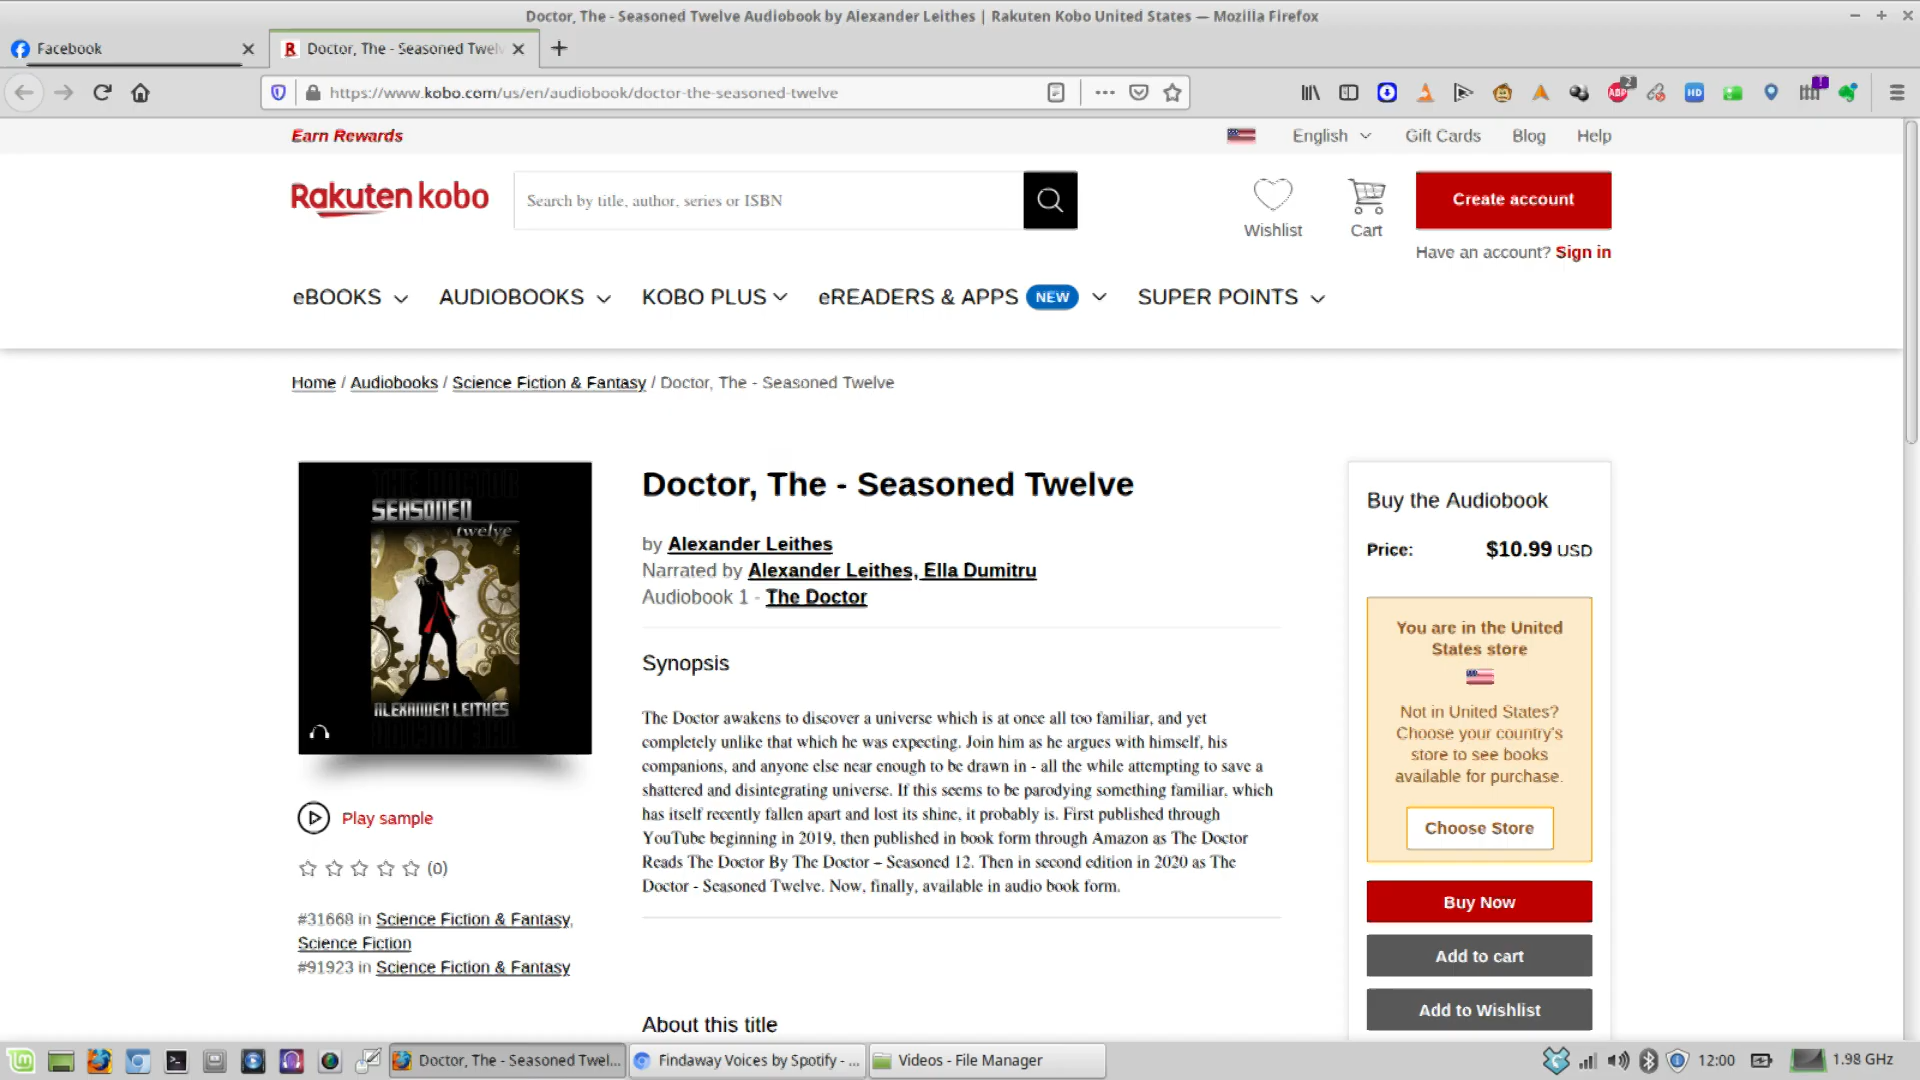 Doctor, The - Seasoned Twelve Audiobook by Alexander Leithes | Rakuten Kobo United States — Mozilla Firefox
Facebook
R Doctor, The - Seasoned Twelv
https://www.kobo.com/us/en/audiobook/doctor-the-seasoned-twelve
ABP 2 HD 1
Earn Rewards
English Gift Cards Blog Help
Rakuten kobo
Search by title, author, series or ISBN
Wishlist
Cart
Create account
Have an account? Sign in
eBOOKS AUDIOBOOKS KOBO PLUS eREADERS & APPS NEW SUPER POINTS
Home / Audiobooks / Science Fiction & Fantasy / Doctor, The - Seasoned Twelve
SEASONED
twelve
ALEXANDER LEITHES
Play sample
(0)
#31668 in Science Fiction & Fantasy,
Science Fiction
#91923 in Science Fiction & Fantasy
Doctor, The - Seasoned Twelve
by Alexander Leithes
Narrated by Alexander Leithes, Ella Dumitru
Audiobook 1 - The Doctor
Synopsis
The Doctor awakens to discover a universe which is at once all too familiar, and yet
completely unlike that which he was expecting. Join him as he argues with himself, his
companions, and anyone else near enough to be drawn in - all the while attempting to save a
shattered and disintegrating universe. If this seems to be parodying something familiar, which
has itself recently fallen apart and lost its shine, it probably is. First published through
YouTube beginning in 2019, then published in book form through Amazon as The Doctor
Reads The Doctor By The Doctor – Seasoned 12. Then in second edition in 2020 as The
Doctor - Seasoned Twelve. Now, finally, available in audio book form.
About this title
Buy the Audiobook
Price: $10.99 USD
You are in the United
States store
Not in United States?
Choose your country's
store to see books
available for purchase.
Choose Store
Buy Now
Add to cart
Add to Wishlist
Doctor, The - Seasoned Twel...
Findaway Voices by Spotify - ...
Videos - File Manager
12:00
1.98 GHz